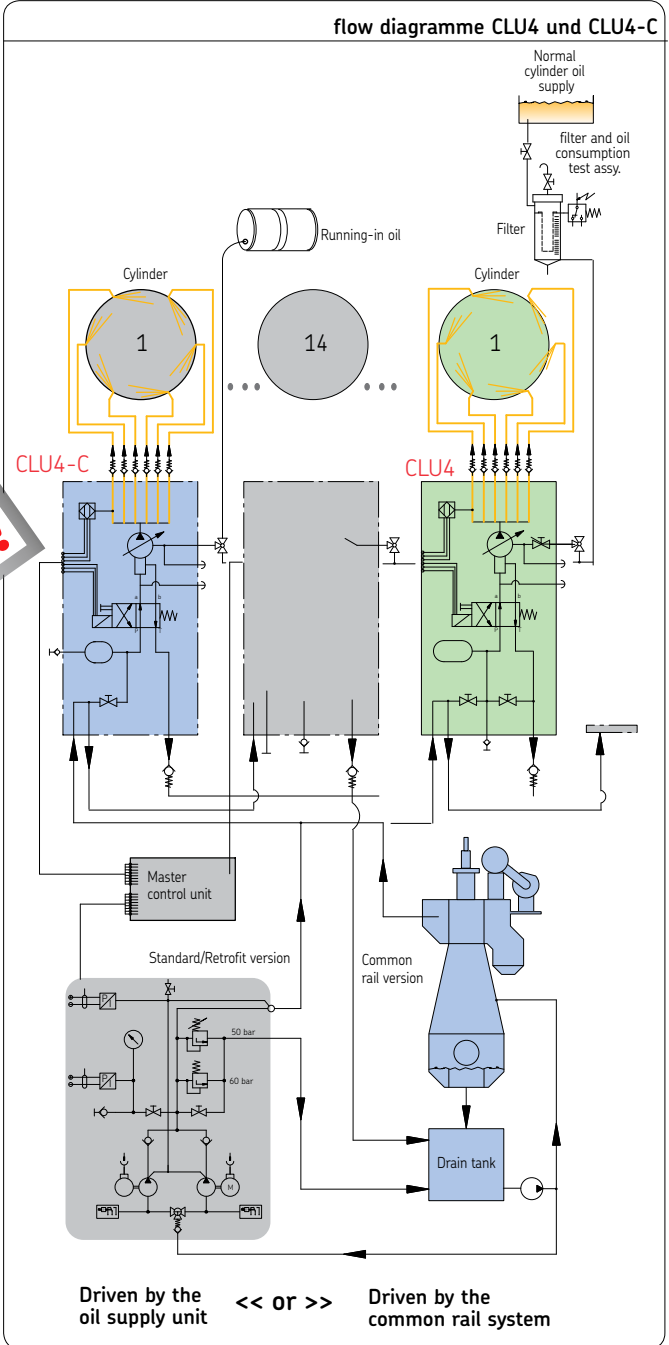 flow diagramme CLU4 und CLU4-C
Normal
cylinder oil
supply
filter and oil
consumption
test assy.
Filter
Running-in oil
Cylinder
Cylinder
1
14
1
CLU4-C
CLU4
a
b
P
T
a
b
P
T
Master
control unit
Standard/Retrofit version
Common
rail version
P
I
50 bar
P
I
60 bar
M
Drain tank
Driven by the
oil supply unit
<< or >>
Driven by the
common rail system